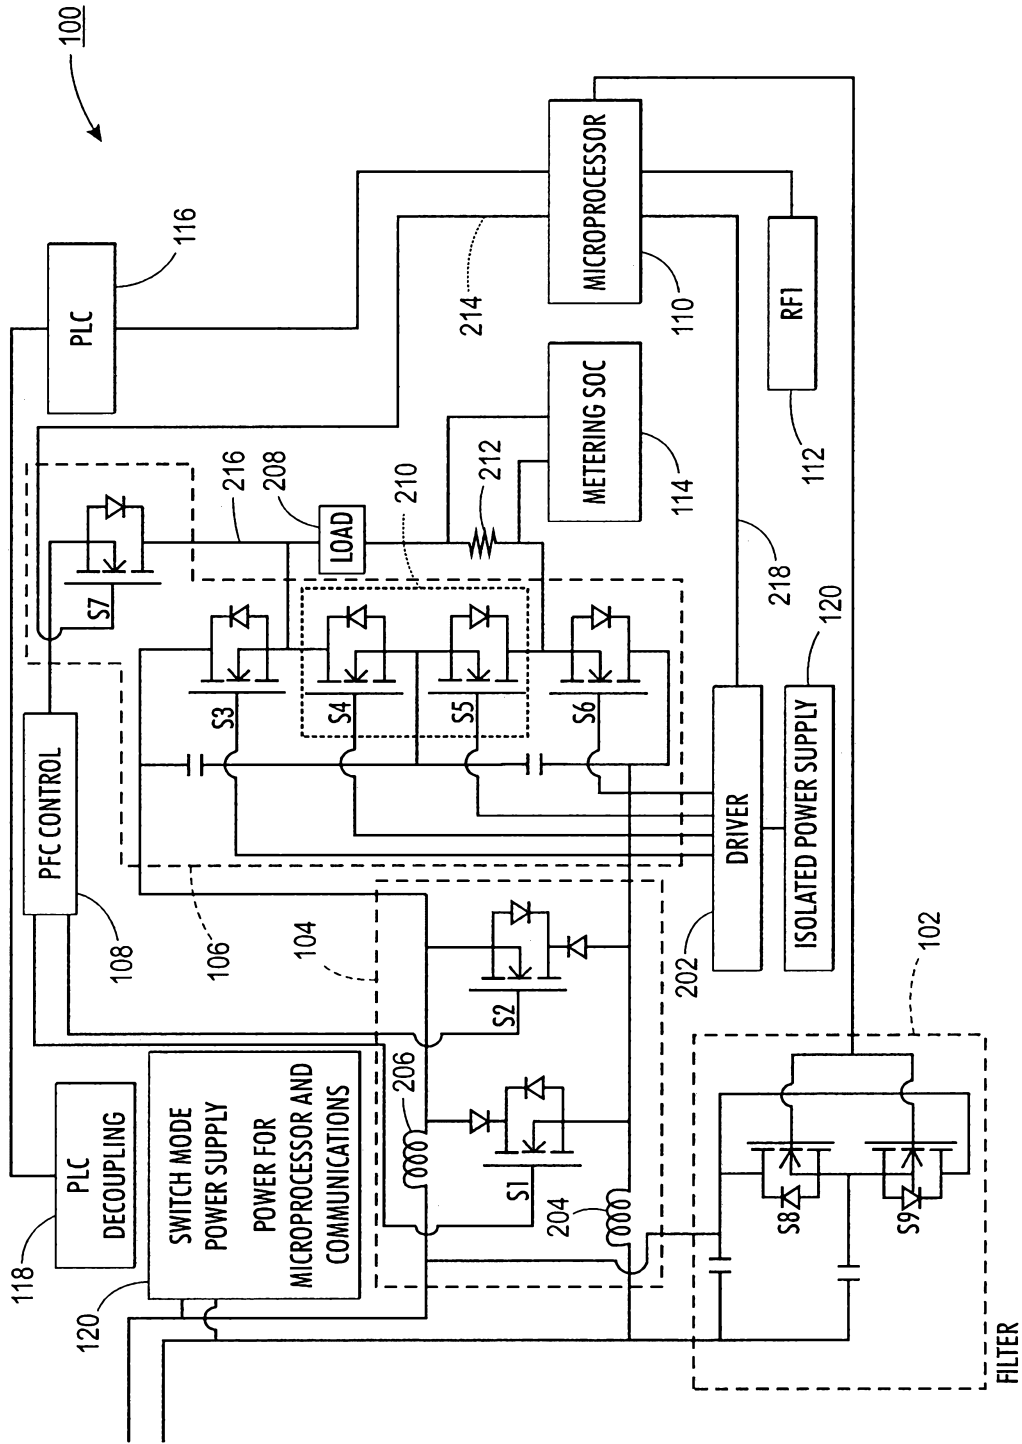 100
PLC
116
PLC
DECOUPLING
118
SWITCH MODE
POWER SUPPLY
POWER FOR
MICROPROCESSOR AND
COMMUNICATIONS
120
PFC CONTROL
108
S7
216
208
LOAD
210
212
214
MICROPROCESSOR
110
METERING SOC
114
RF1
112
218
S3
S4
S5
S6
106
104
206
S2
S1
204
DRIVER
202
ISOLATED POWER SUPPLY
120
102
S8
S9
FILTER